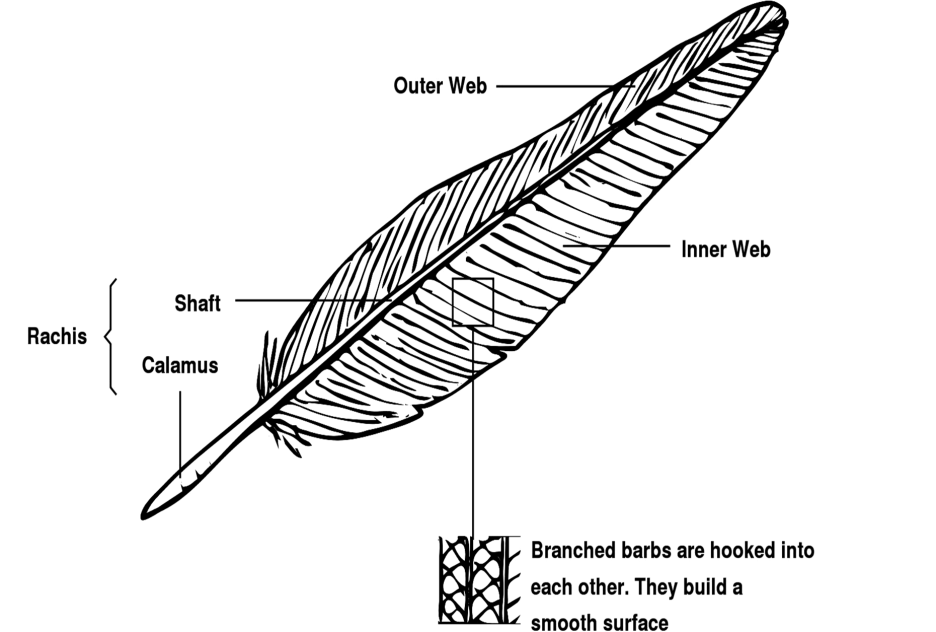 Outer Web
Inner Web
Shaft
Rachis
Calamus
Branched barbs are hooked into
each other. They build a
smooth surface